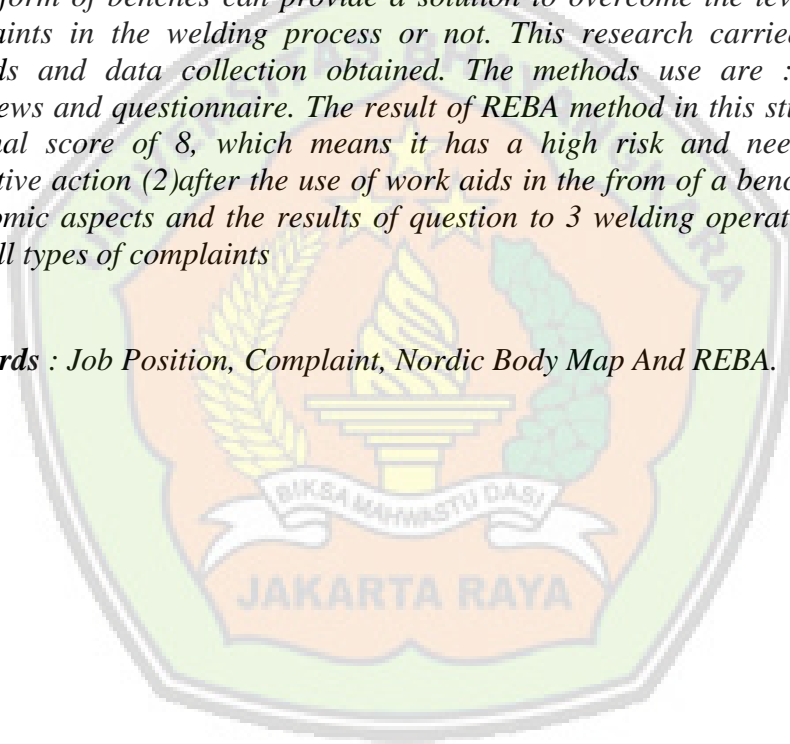 form of benches can provide a solution to overcome the lev
aints in the welding process or not. This research carrie
ds and data collection obtained. The methods use are :
ews and questionnaire. The result of REBA method in this stu
nal score of 8, which means it has a high risk and nee
tive action (2)after the use of work aids in the from of a benc
omic aspects and the results of question to 3 welding operat
ll types of complaints
rds : Job Position, Complaint, Nordic Body Map And REBA.
BIKSA MAHWASTU DASI
JAKARTA RAYA